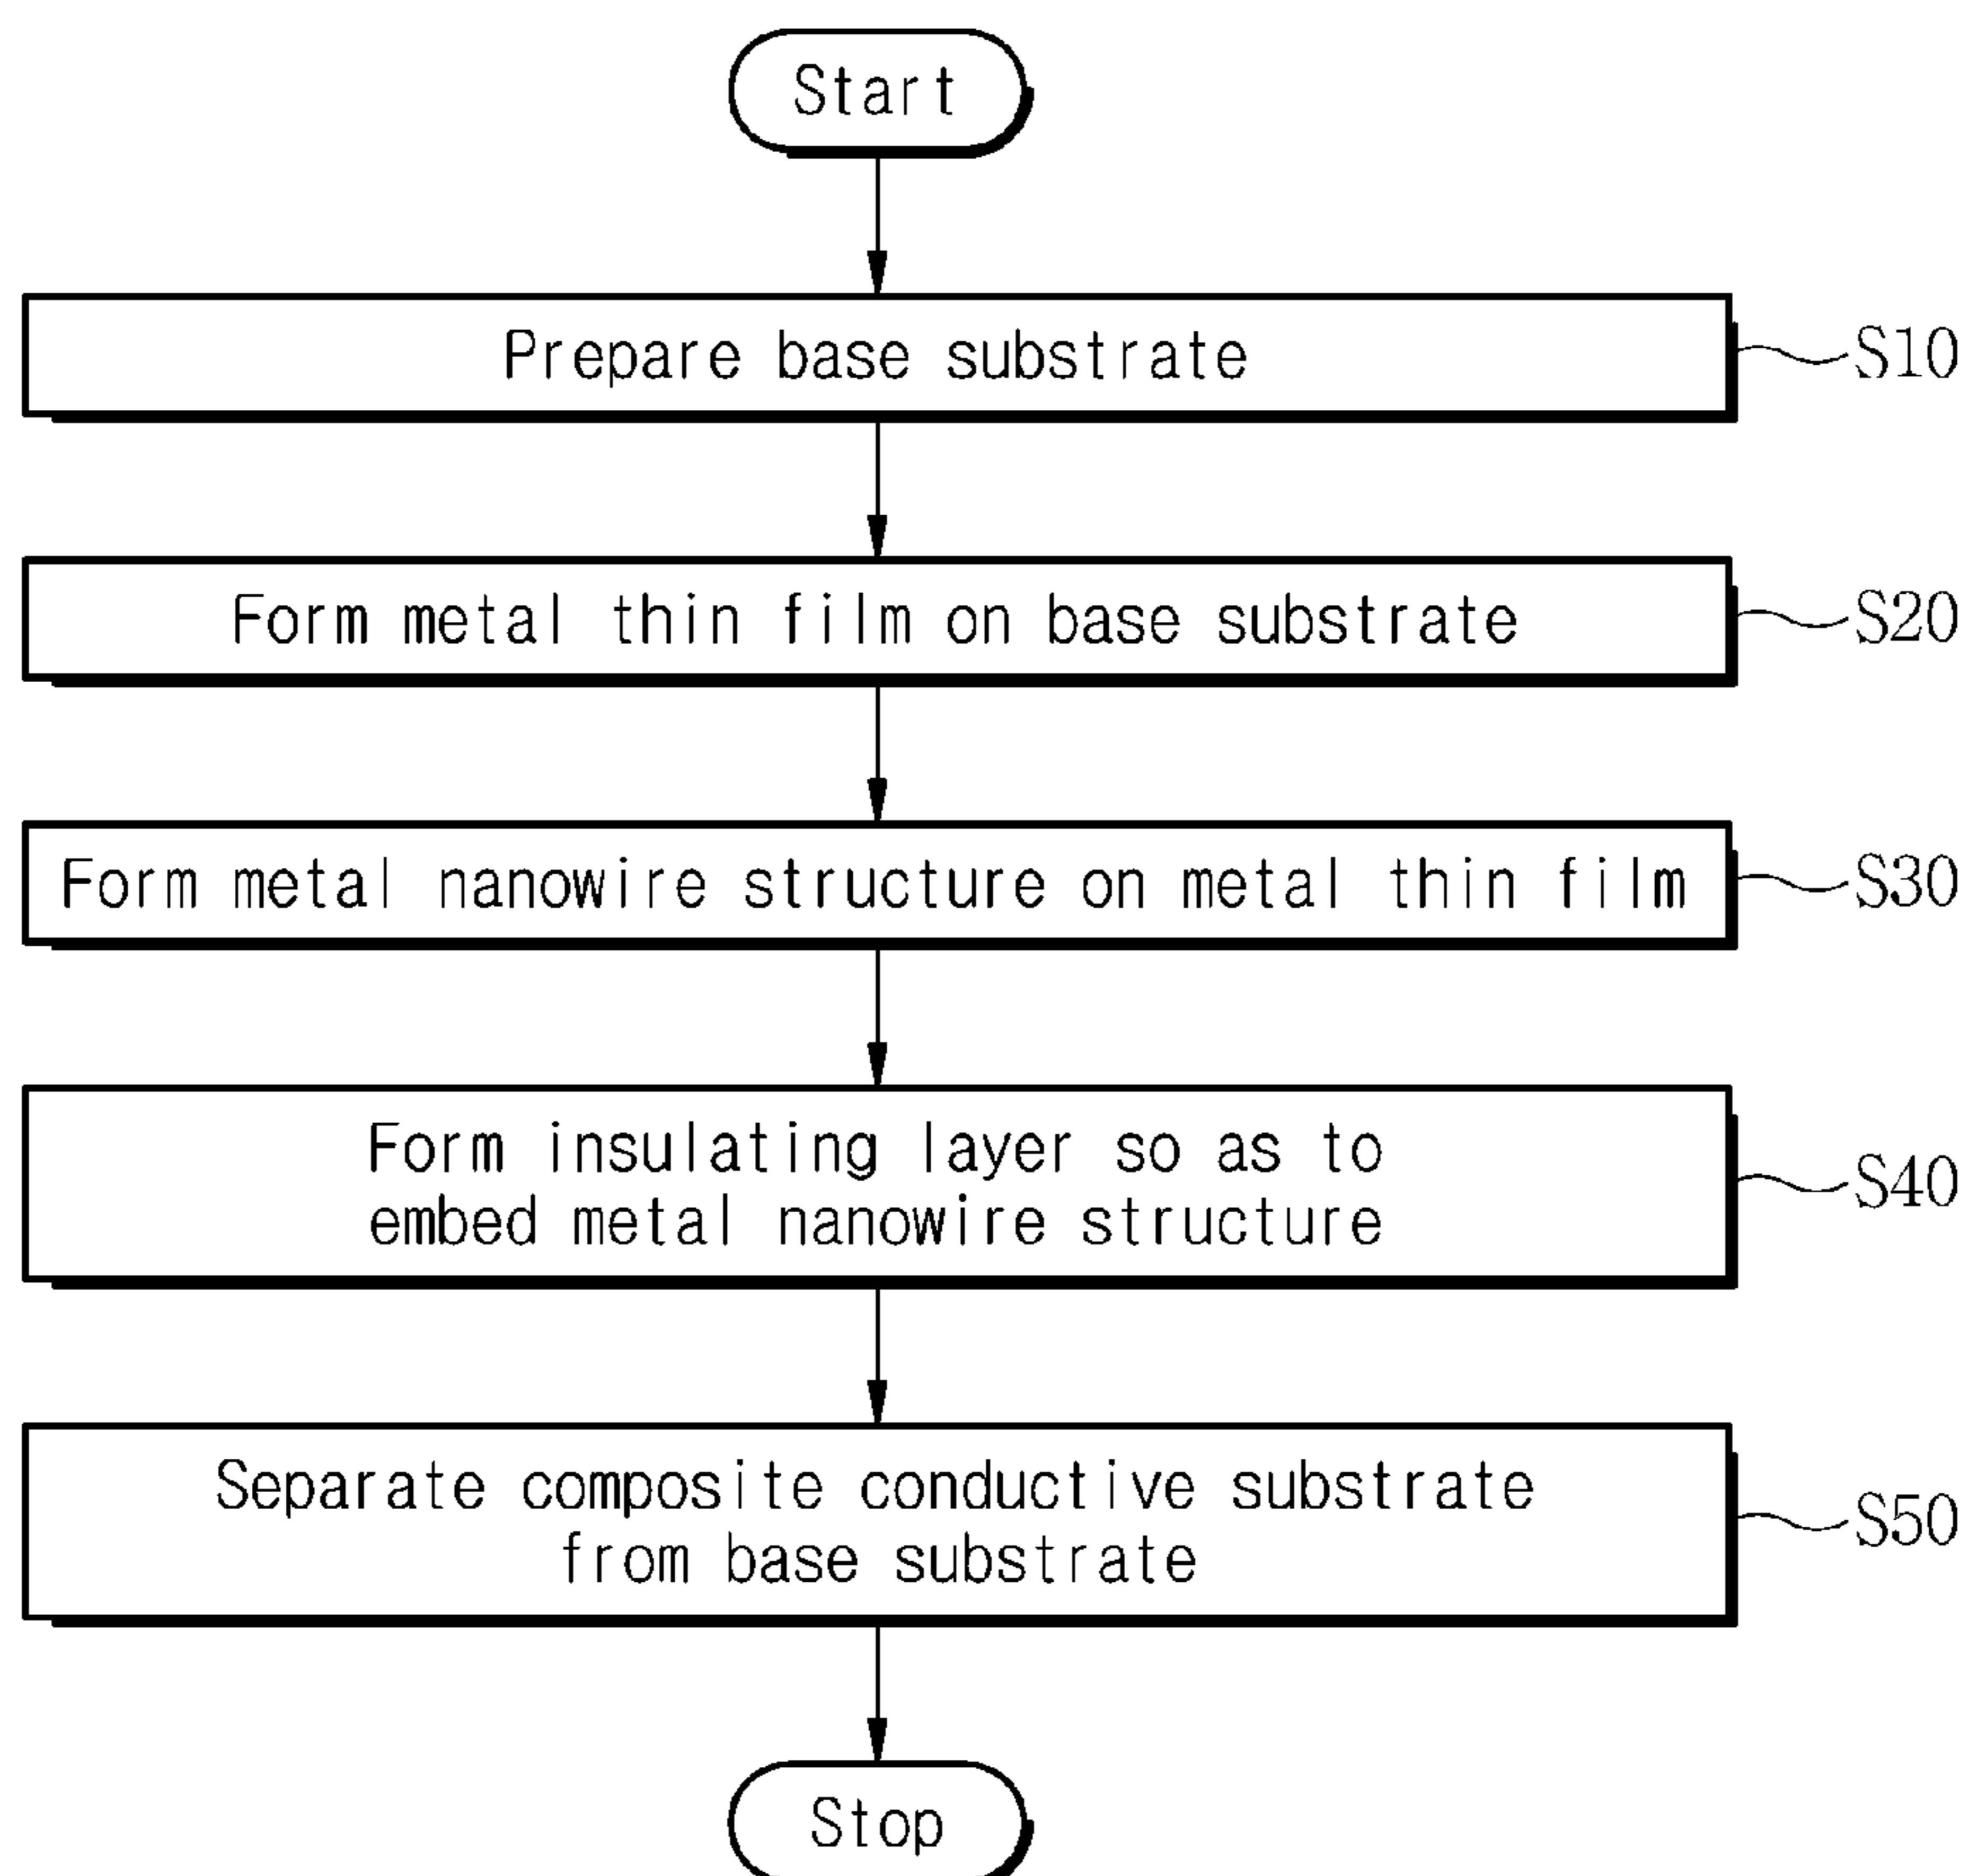 Start
Prepare base substrate
S10
Form metal thin film on base substrate
S20
Form metal nanowire structure on metal thin film
S30
Form insulating layer so as to
embed metal nanowire structure
S40
Separate composite conductive substrate
from base substrate
S50
Stop